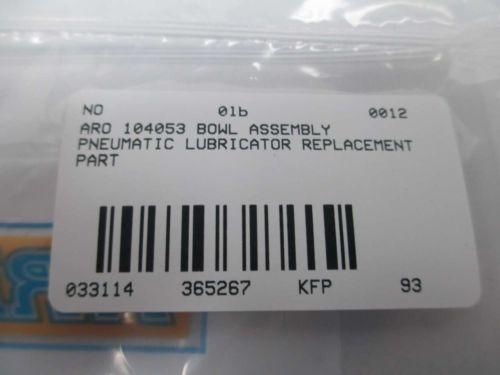 NO 01b 0012
ARO 104053 BOWL ASSEMBLY
PNEUMATIC LUBRICATOR REPLACEMENT
PART
033114 365267 KFP 93